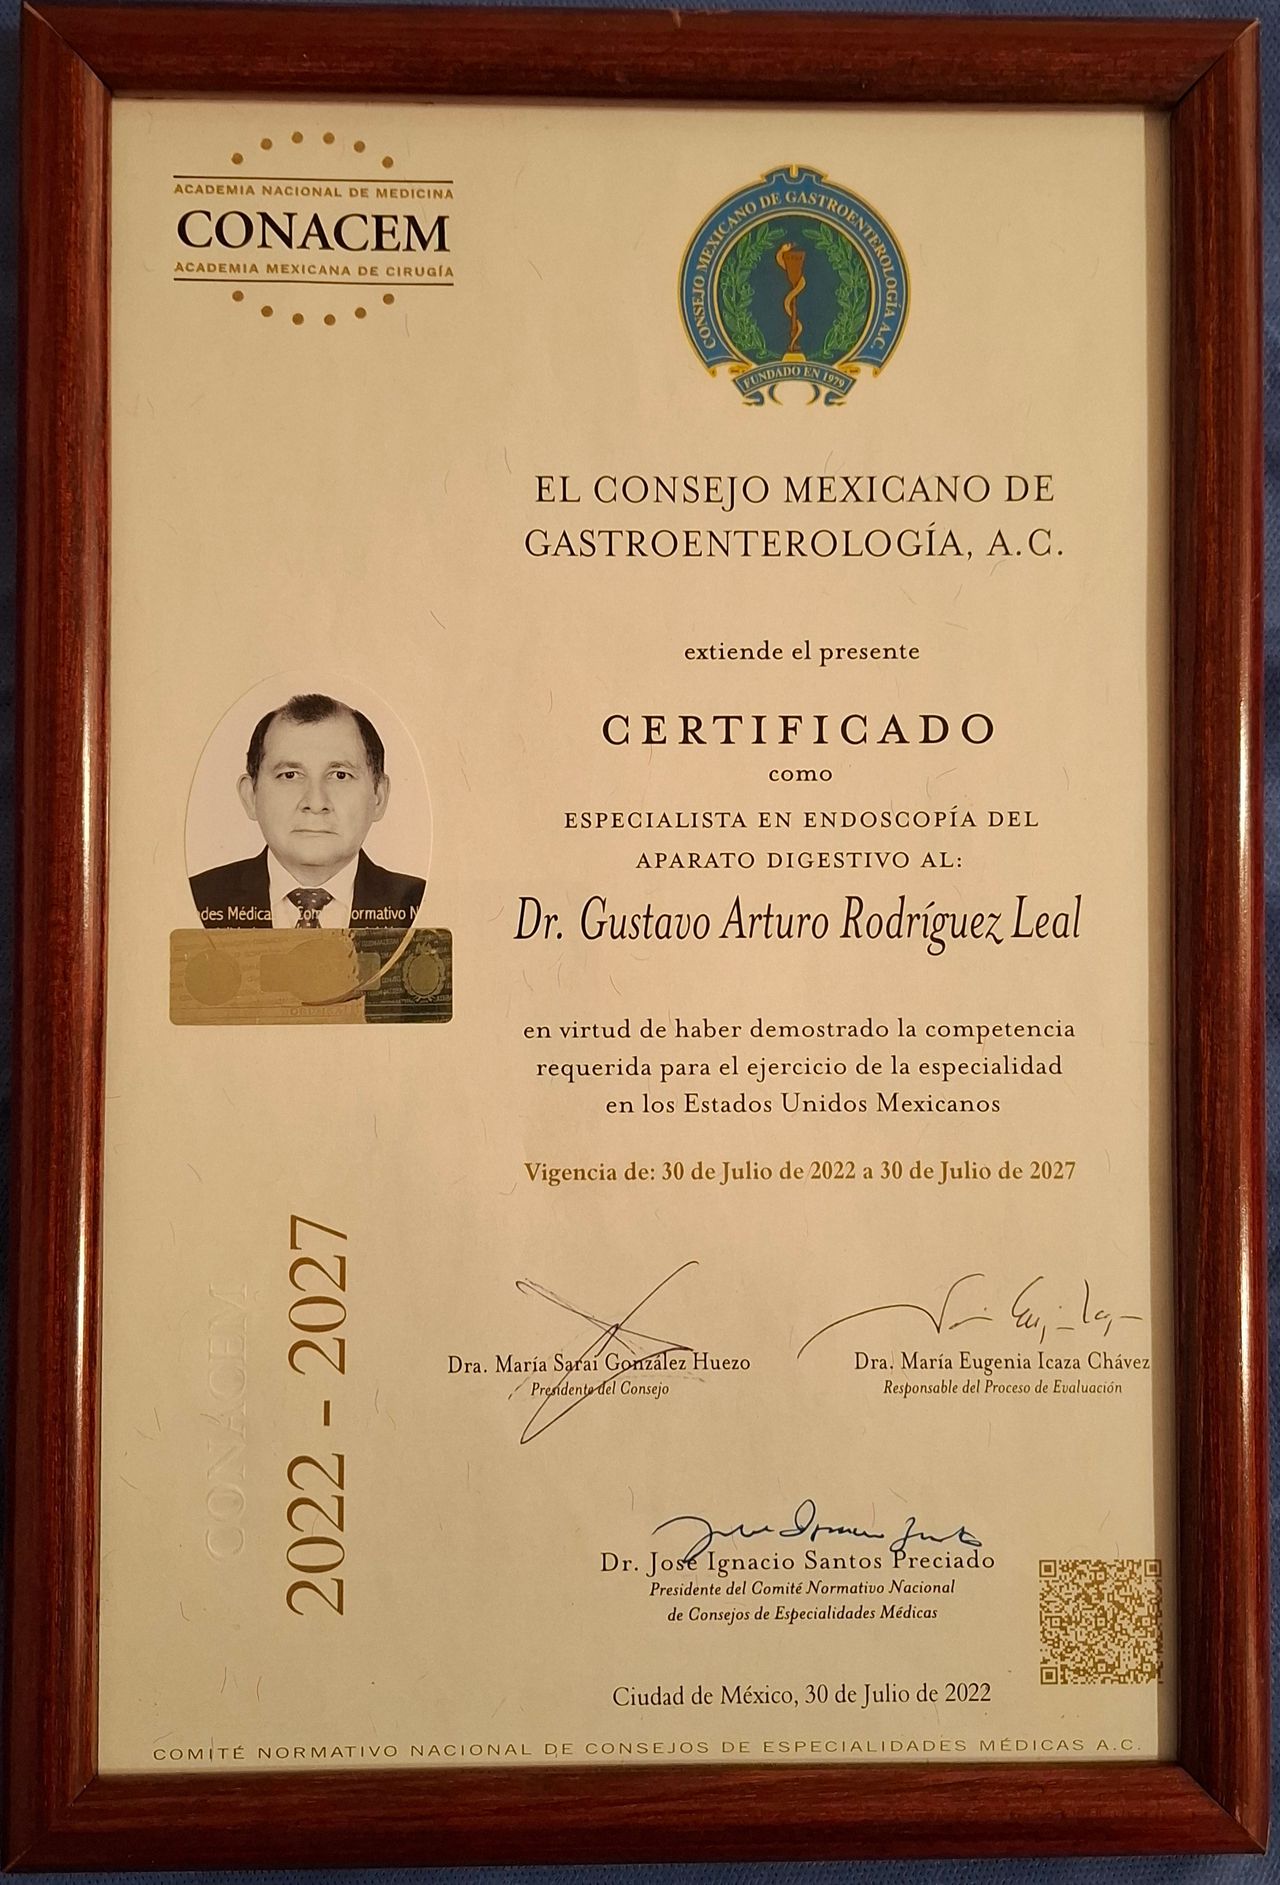 ACADEMIA NACIONAL DE MEDICINA
CONACEM
ACADEMIA MEXICANA DE CIRUGÍA
CONSEJO MEXICANO DE GASTROENTEROLOGÍA A.C.
FUNDADO EN 1979
EL CONSEJO MEXICANO DE
GASTROENTEROLOGÍA, A.C.
extiende el presente
CERTIFICADO
como
ESPECIALISTA EN ENDOSCOPÍA DEL
APARATO DIGESTIVO AL:
Dr. Gustavo Arturo Rodríguez Leal
des Médica Com ormativo N
en virtud de haber demostrado la competencia
requerida para el ejercicio de la especialidad
en los Estados Unidos Mexicanos
Vigencia de: 30 de Julio de 2022 a 30 de Julio de 2027
2022 - 2027
CONACEM
Dra. María Sarai González Huezo
Presidente del Consejo
Dra. María Eugenia Icaza Chávez
Responsable del Proceso de Evaluación
Dr. José Ignacio Santos Preciado
Presidente del Comité Normativo Nacional
de Consejos de Especialidades Médicas
Ciudad de México, 30 de Julio de 2022
COMITÉ NORMATIVO NACIONAL DE CONSEJOS DE ESPECIALIDADES MÉDICAS A.C.